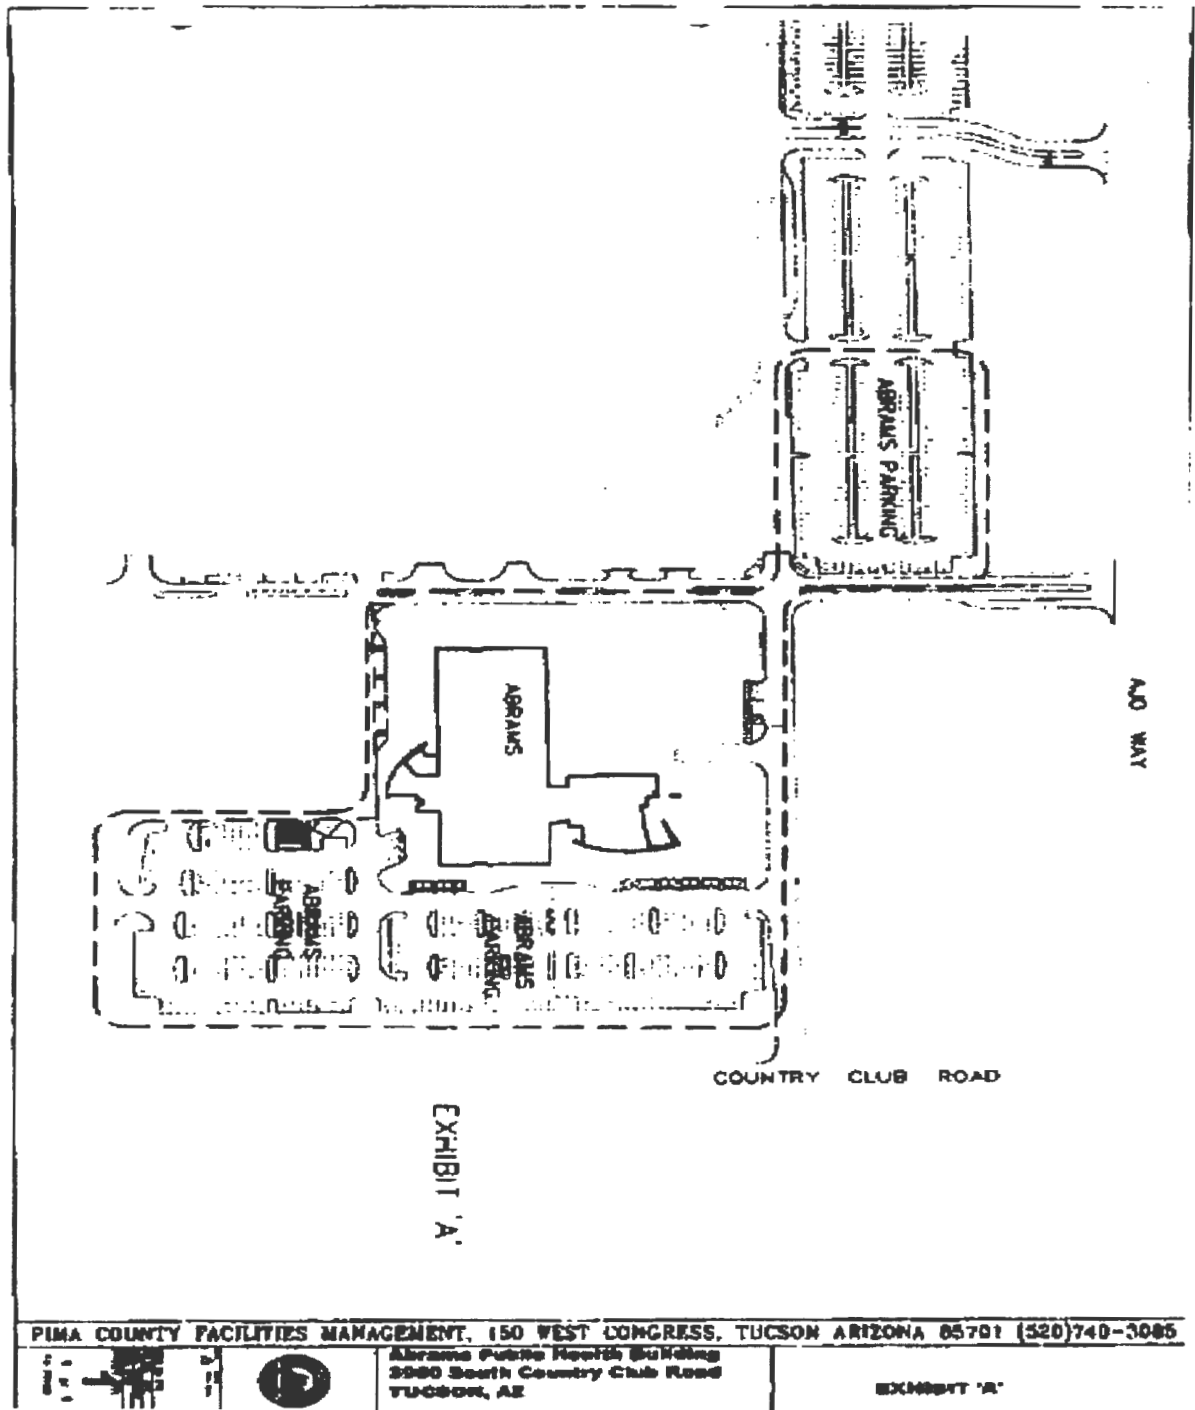 ABRAMS PARKING
AJO WAY
ABRAMS
ABRAMS
PARKING
ABRAMS
PARKING
COUNTRY CLUB ROAD
EXHIBIT 'A'
PIMA COUNTY FACILITIES MANAGEMENT, 150 WEST CONGRESS, TUCSON ARIZONA 85701 (520)740-3085
Abrams Public Health Building
3950 South Country Club Road
TUCSON, AZ
EXHIBIT 'A'